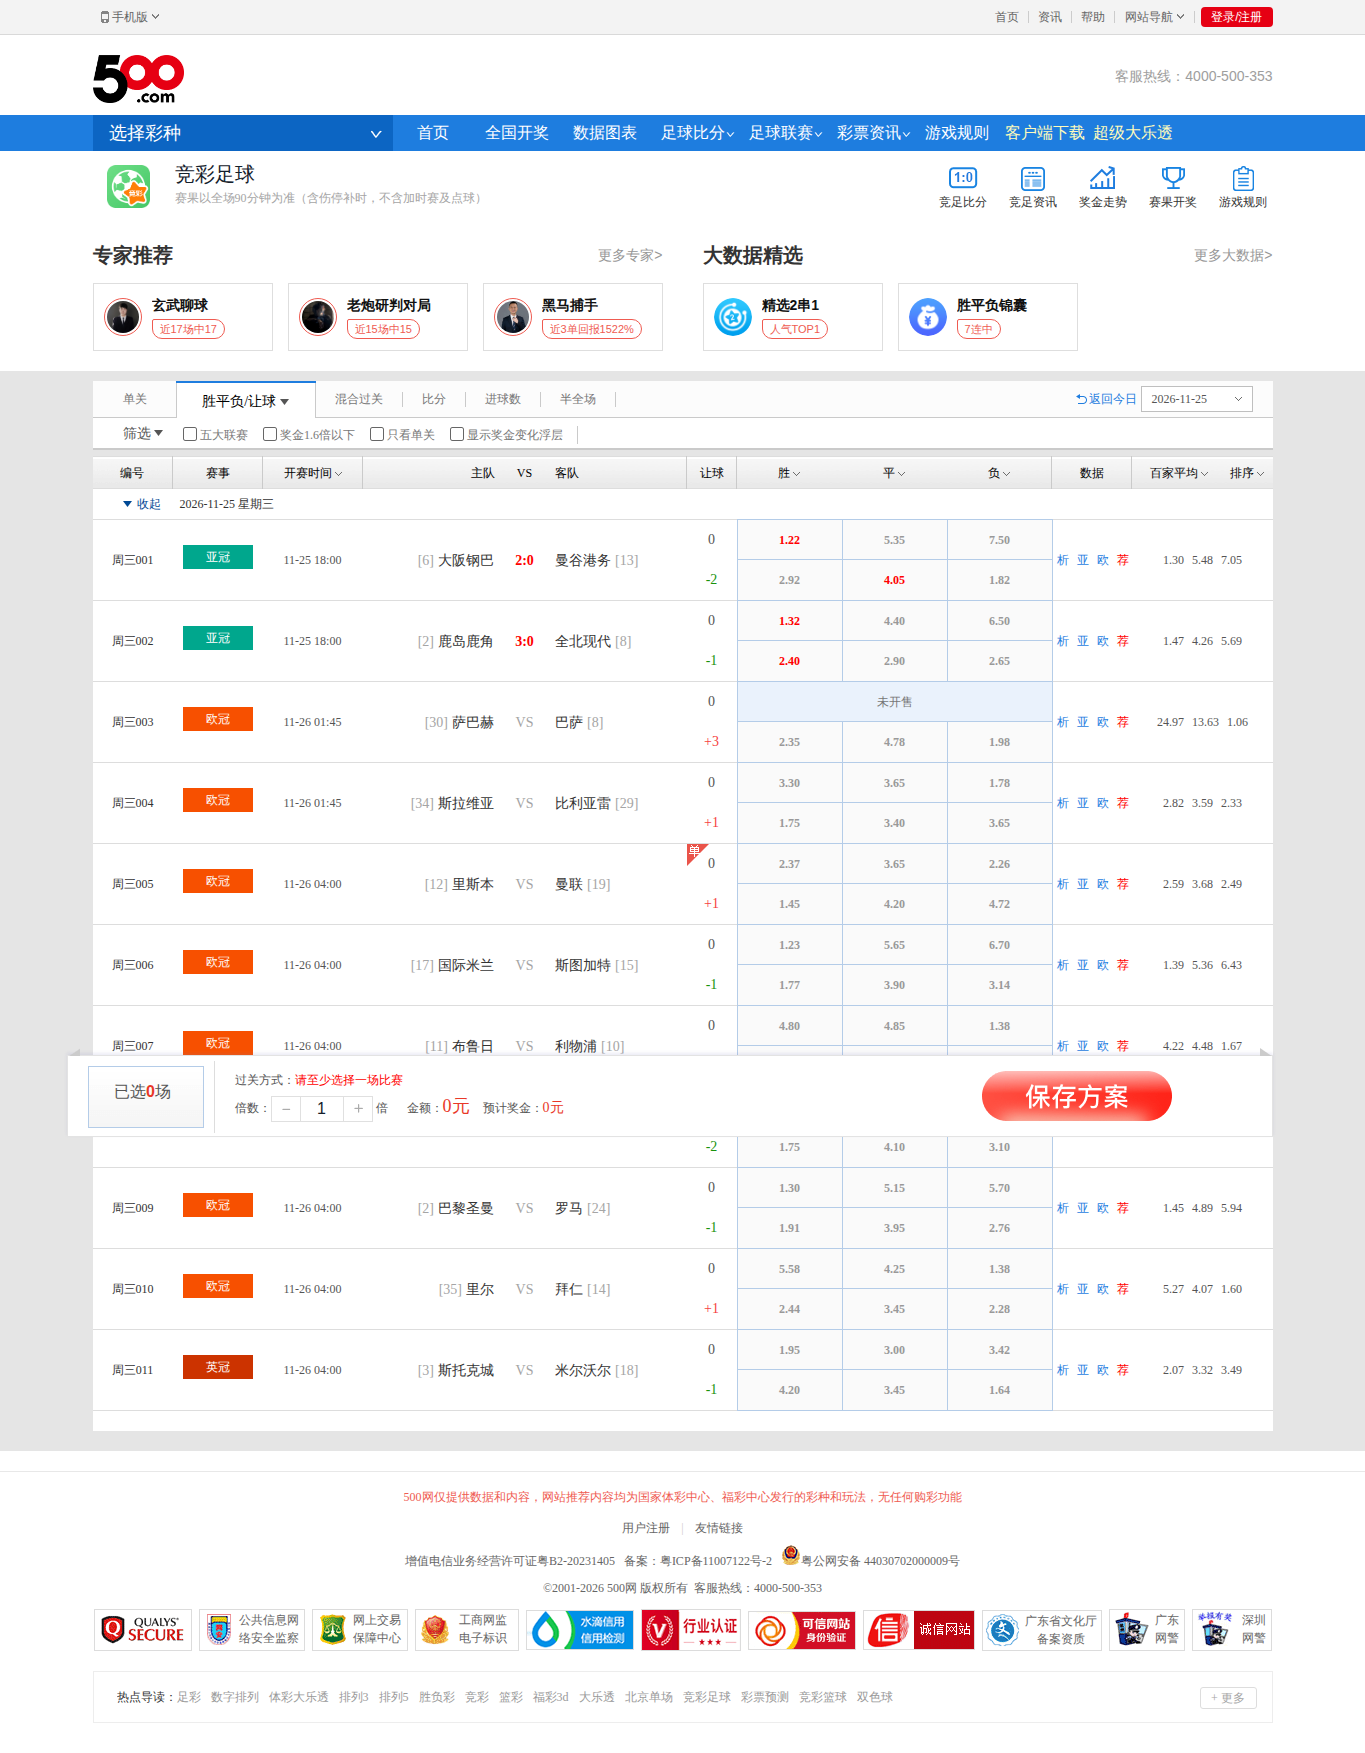 手机版 首页 资讯 帮助 网站导航 登录/注册
500.com 客服热线：4000-500-353
选择彩种 首页 全国开奖 数据图表 足球比分 足球联赛 彩票资讯 游戏规则 客户端下载 超级大乐透
竞彩足球
赛果以全场90分钟为准（含伤停补时，不含加时赛及点球）
1:0
竞足比分 竞足资讯 奖金走势 赛果开奖 游戏规则
专家推荐 更多专家> 大数据精选 更多大数据>
玄武聊球 老炮研判对局 黑马捕手 精选2串1 胜平负锦囊
近17场中17 近15场中15 近3单回报1522% 人气TOP1 7连中
单关 胜平负/让球 混合过关 比分 进球数 半全场 返回今日 2026-11-25
筛选 五大联赛 奖金1.6倍以下 只看单关 显示奖金变化浮层
编号 赛事 开赛时间 主队 VS 客队 让球 胜 平 负 数据 百家平均 排序
收起 2026-11-25 星期三
0 1.22 5.35 7.50
周三001 亚冠 11-25 18:00 [6] 大阪钢巴 2:0 曼谷港务 [13] 析 亚 欧 荐 1.30 5.48 7.05
-2 2.92 4.05 1.82
0 1.32 4.40 6.50
周三002 亚冠 11-25 18:00 [2] 鹿岛鹿角 3:0 全北现代 [8] 析 亚 欧 荐 1.47 4.26 5.69
-1 2.40 2.90 2.65
0 未开售
周三003 欧冠 11-26 01:45 [30] 萨巴赫 VS 巴萨 [8] 析 亚 欧 荐 24.97 13.63 1.06
+3 2.35 4.78 1.98
0 3.30 3.65 1.78
周三004 欧冠 11-26 01:45 [34] 斯拉维亚 VS 比利亚雷 [29] 析 亚 欧 荐 2.82 3.59 2.33
+1 1.75 3.40 3.65
单 0 2.37 3.65 2.26
周三005 欧冠 11-26 04:00 [12] 里斯本 VS 曼联 [19] 析 亚 欧 荐 2.59 3.68 2.49
+1 1.45 4.20 4.72
0 1.23 5.65 6.70
周三006 欧冠 11-26 04:00 [17] 国际米兰 VS 斯图加特 [15] 析 亚 欧 荐 1.39 5.36 6.43
-1 1.77 3.90 3.14
0 4.80 4.85 1.38
周三007 欧冠 11-26 04:00 [11] 布鲁日 VS 利物浦 [10] 析 亚 欧 荐 4.22 4.48 1.67
已选0场 过关方式：请至少选择一场比赛 保存方案
倍数： － 1 ＋ 倍 金额：0元 预计奖金：0元
-2 1.75 4.10 3.10
0 1.30 5.15 5.70
周三009 欧冠 11-26 04:00 [2] 巴黎圣曼 VS 罗马 [24] 析 亚 欧 荐 1.45 4.89 5.94
-1 1.91 3.95 2.76
0 5.58 4.25 1.38
周三010 欧冠 11-26 04:00 [35] 里尔 VS 拜仁 [14] 析 亚 欧 荐 5.27 4.07 1.60
+1 2.44 3.45 2.28
0 1.95 3.00 3.42
周三011 英冠 11-26 04:00 [3] 斯托克城 VS 米尔沃尔 [18] 析 亚 欧 荐 2.07 3.32 3.49
-1 4.20 3.45 1.64
500网仅提供数据和内容，网站推荐内容均为国家体彩中心、福彩中心发行的彩种和玩法，无任何购彩功能
用户注册 友情链接
增值电信业务经营许可证粤B2-20231405 备案：粤ICP备11007122号-2 粤公网安备 44030702000009号
©2001-2026 500网 版权所有 客服热线：4000-500-353
QUALYS 公共信息网 网上交易 工商网监 水滴信用 行业认证 可信网站 信 诚信网站 广东省文化厅 广东 举报有奖 深圳
SECURE 络安全监察 保障中心 电子标识 信用检测 身份验证 备案资质 网警 网警
热点导读：足彩 数字排列 体彩大乐透 排列3 排列5 胜负彩 竞彩 篮彩 福彩3d 大乐透 北京单场 竞彩足球 彩票预测 竞彩篮球 双色球 + 更多